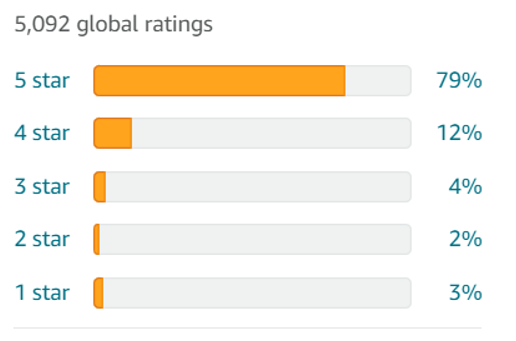 5,092 global ratings
5 star 79%
4 star 12%
3 star 4%
2 star 2%
1 star 3%